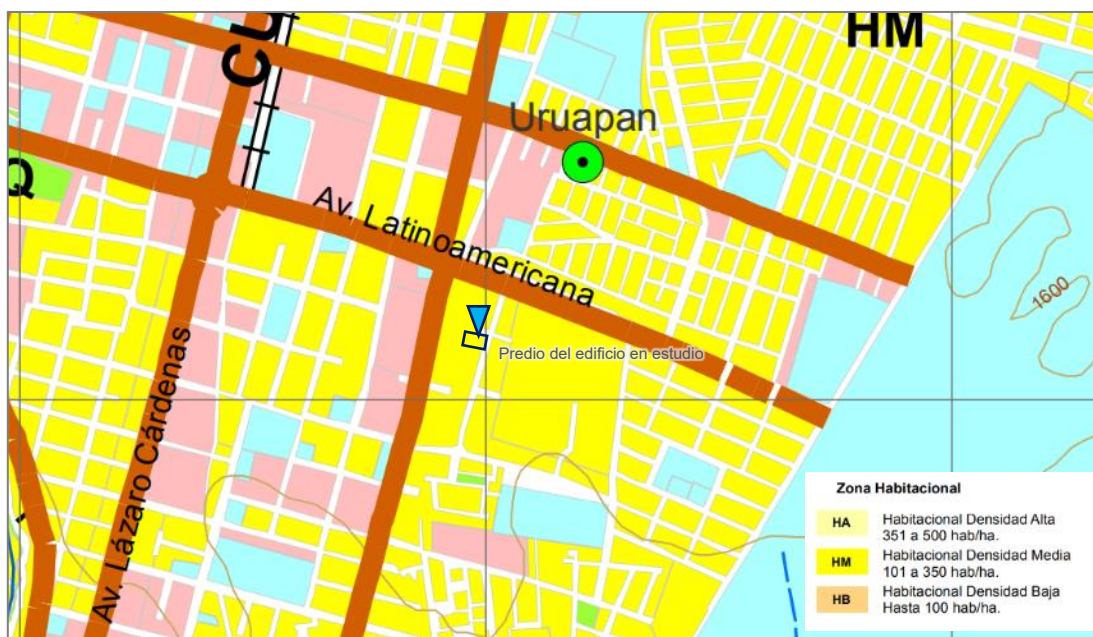 CU
HM
Uruapan
Q
Av. Latinoamericana
1600
Predio del edificio en estudio
Av. Lázaro Cárdenas
Zona Habitacional
HA Habitacional Densidad Alta
351 a 500 hab/ha.
HM Habitacional Densidad Media
101 a 350 hab/ha.
HB Habitacional Densidad Baja
Hasta 100 hab/ha.